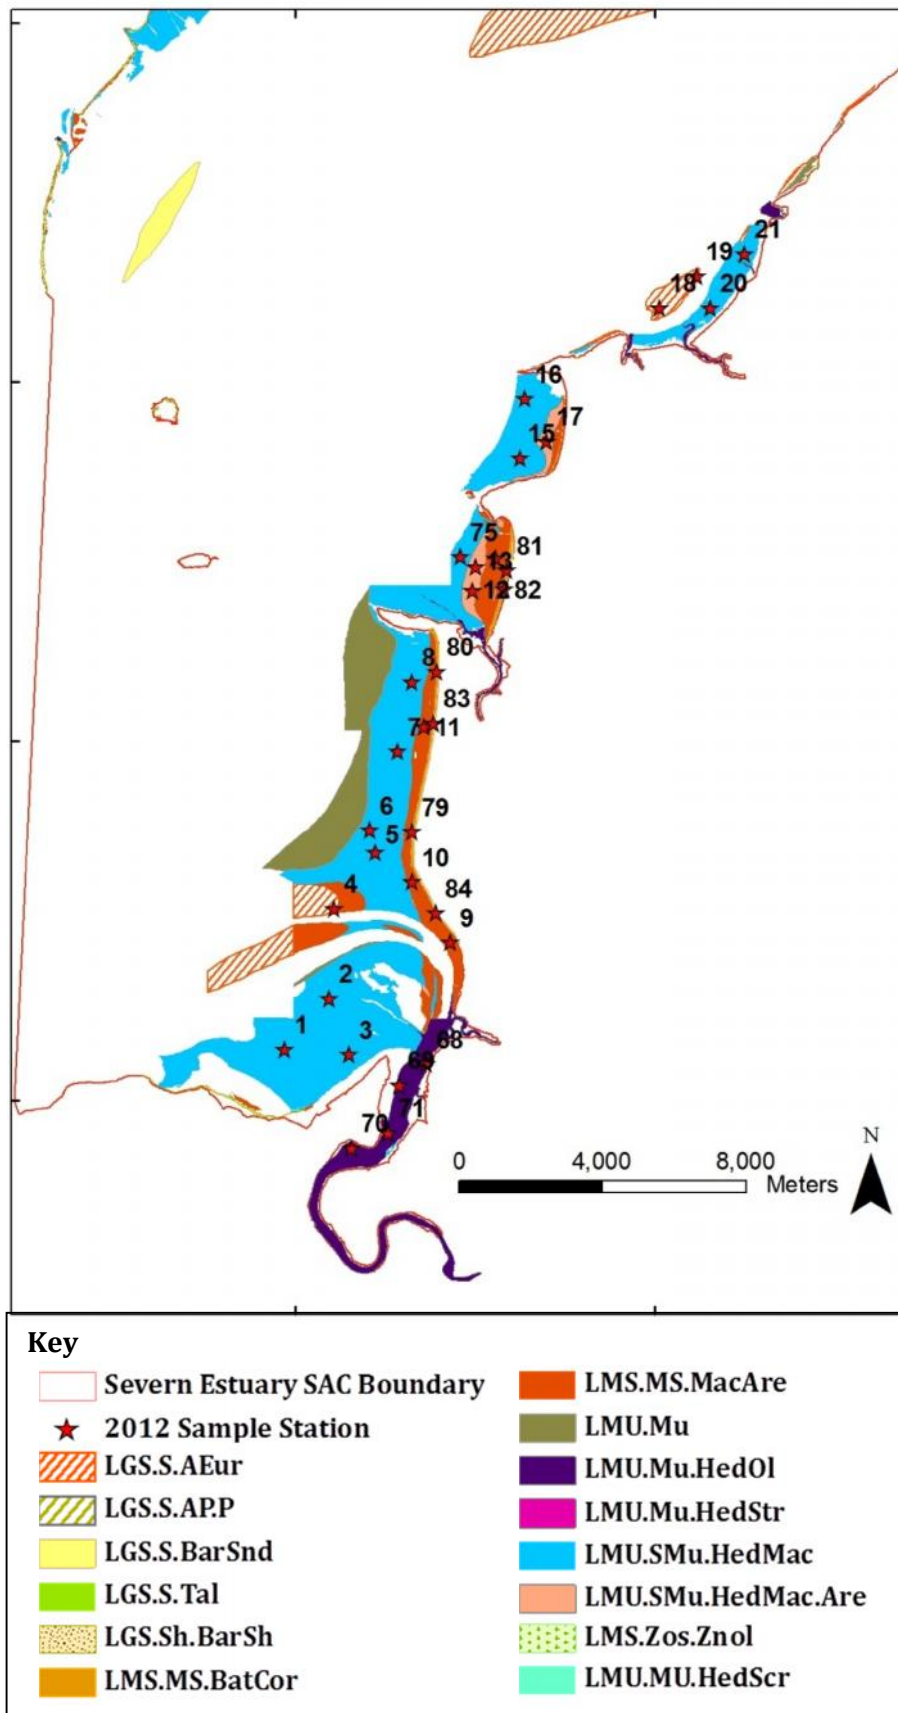 21
19
18
20
16
17
15
75
81
13
12
82
80
8
83
7
11
6
79
5
10
4
84
9
2
1
3
68
69
71
70
N
0 4,000 8,000
Meters
Key
Severn Estuary SAC Boundary
2012 Sample Station
LGS.S.AEur
LGS.S.AP.P
LGS.S.BarSnd
LGS.S.Tal
LGS.Sh.BarSh
LMS.MS.BatCor
LMS.MS.MacAre
LMU.Mu
LMU.Mu.HedOl
LMU.Mu.HedStr
LMU.SMu.HedMac
LMU.SMu.HedMac.Are
LMS.Zos.Znol
LMU.MU.HedScr